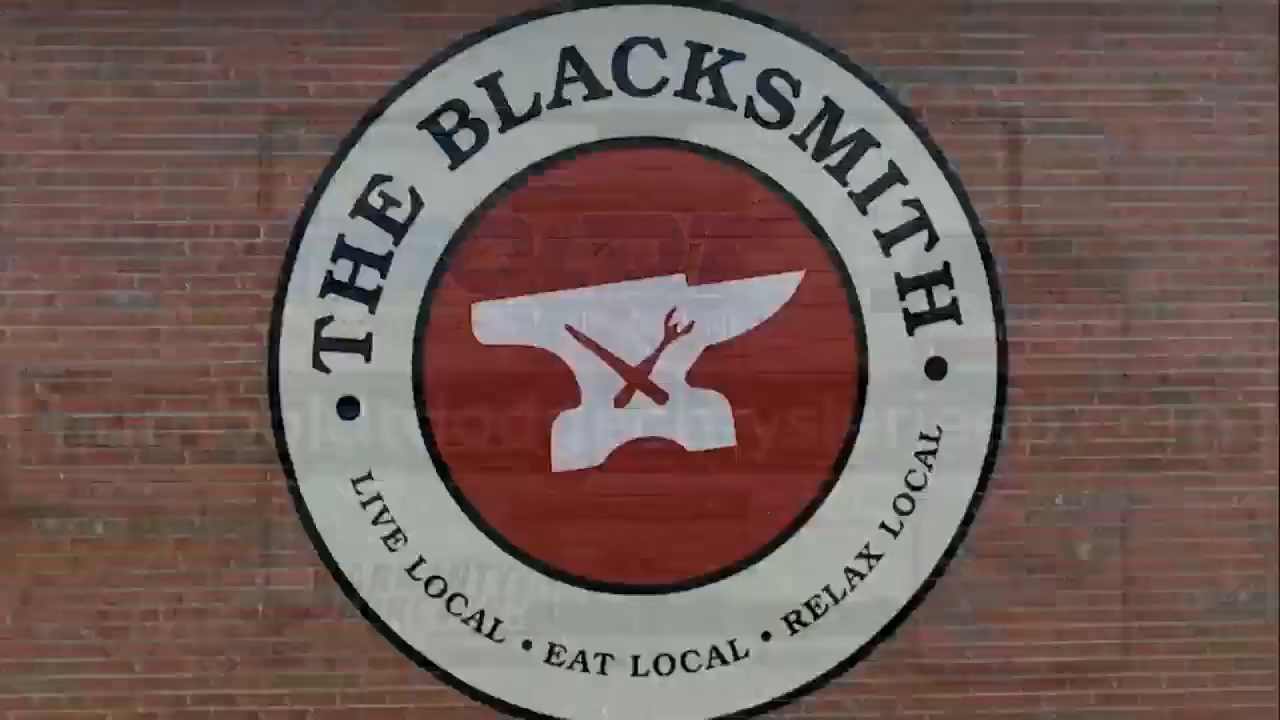 • THE BLACKSMITH •
LIVE LOCAL • EAT LOCAL • RELAX LOCAL